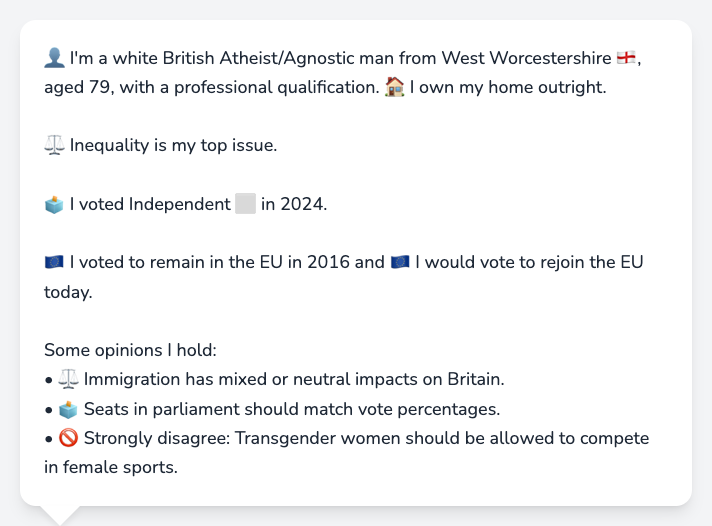 👤 I'm a white British Atheist/Agnostic man from West Worcestershire 🏴󠁧󠁢󠁥󠁮󠁧󠁿,
aged 79, with a professional qualification. 🏠 I own my home outright.
⚖️ Inequality is my top issue.
🗳️ I voted Independent ⬜ in 2024.
🇪🇺 I voted to remain in the EU in 2016 and 🇪🇺 I would vote to rejoin the EU
today.
Some opinions I hold:
• ⚖️ Immigration has mixed or neutral impacts on Britain.
• 🗳️ Seats in parliament should match vote percentages.
• 🚫 Strongly disagree: Transgender women should be allowed to compete
in female sports.